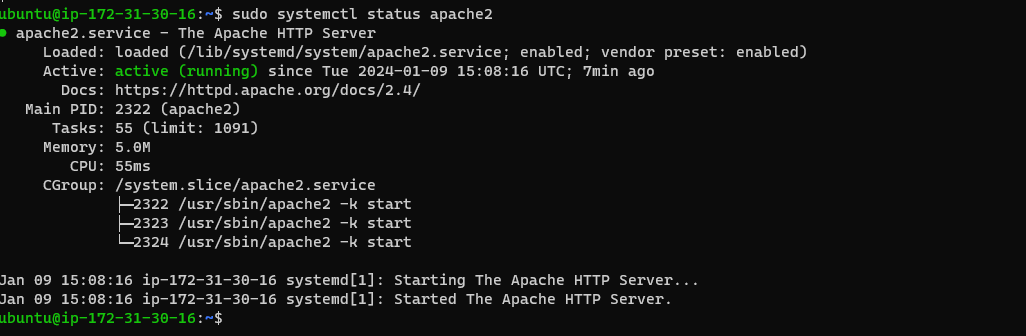 ubuntu@ip-172-31-30-16:~$ sudo systemctl status apache2
● apache2.service - The Apache HTTP Server
     Loaded: loaded (/lib/systemd/system/apache2.service; enabled; vendor preset: enabled)
     Active: active (running) since Tue 2024-01-09 15:08:16 UTC; 7min ago
       Docs: https://httpd.apache.org/docs/2.4/
   Main PID: 2322 (apache2)
      Tasks: 55 (limit: 1091)
     Memory: 5.0M
        CPU: 55ms
     CGroup: /system.slice/apache2.service
             ├─2322 /usr/sbin/apache2 -k start
             ├─2323 /usr/sbin/apache2 -k start
             └─2324 /usr/sbin/apache2 -k start

Jan 09 15:08:16 ip-172-31-30-16 systemd[1]: Starting The Apache HTTP Server...
Jan 09 15:08:16 ip-172-31-30-16 systemd[1]: Started The Apache HTTP Server.
ubuntu@ip-172-31-30-16:~$